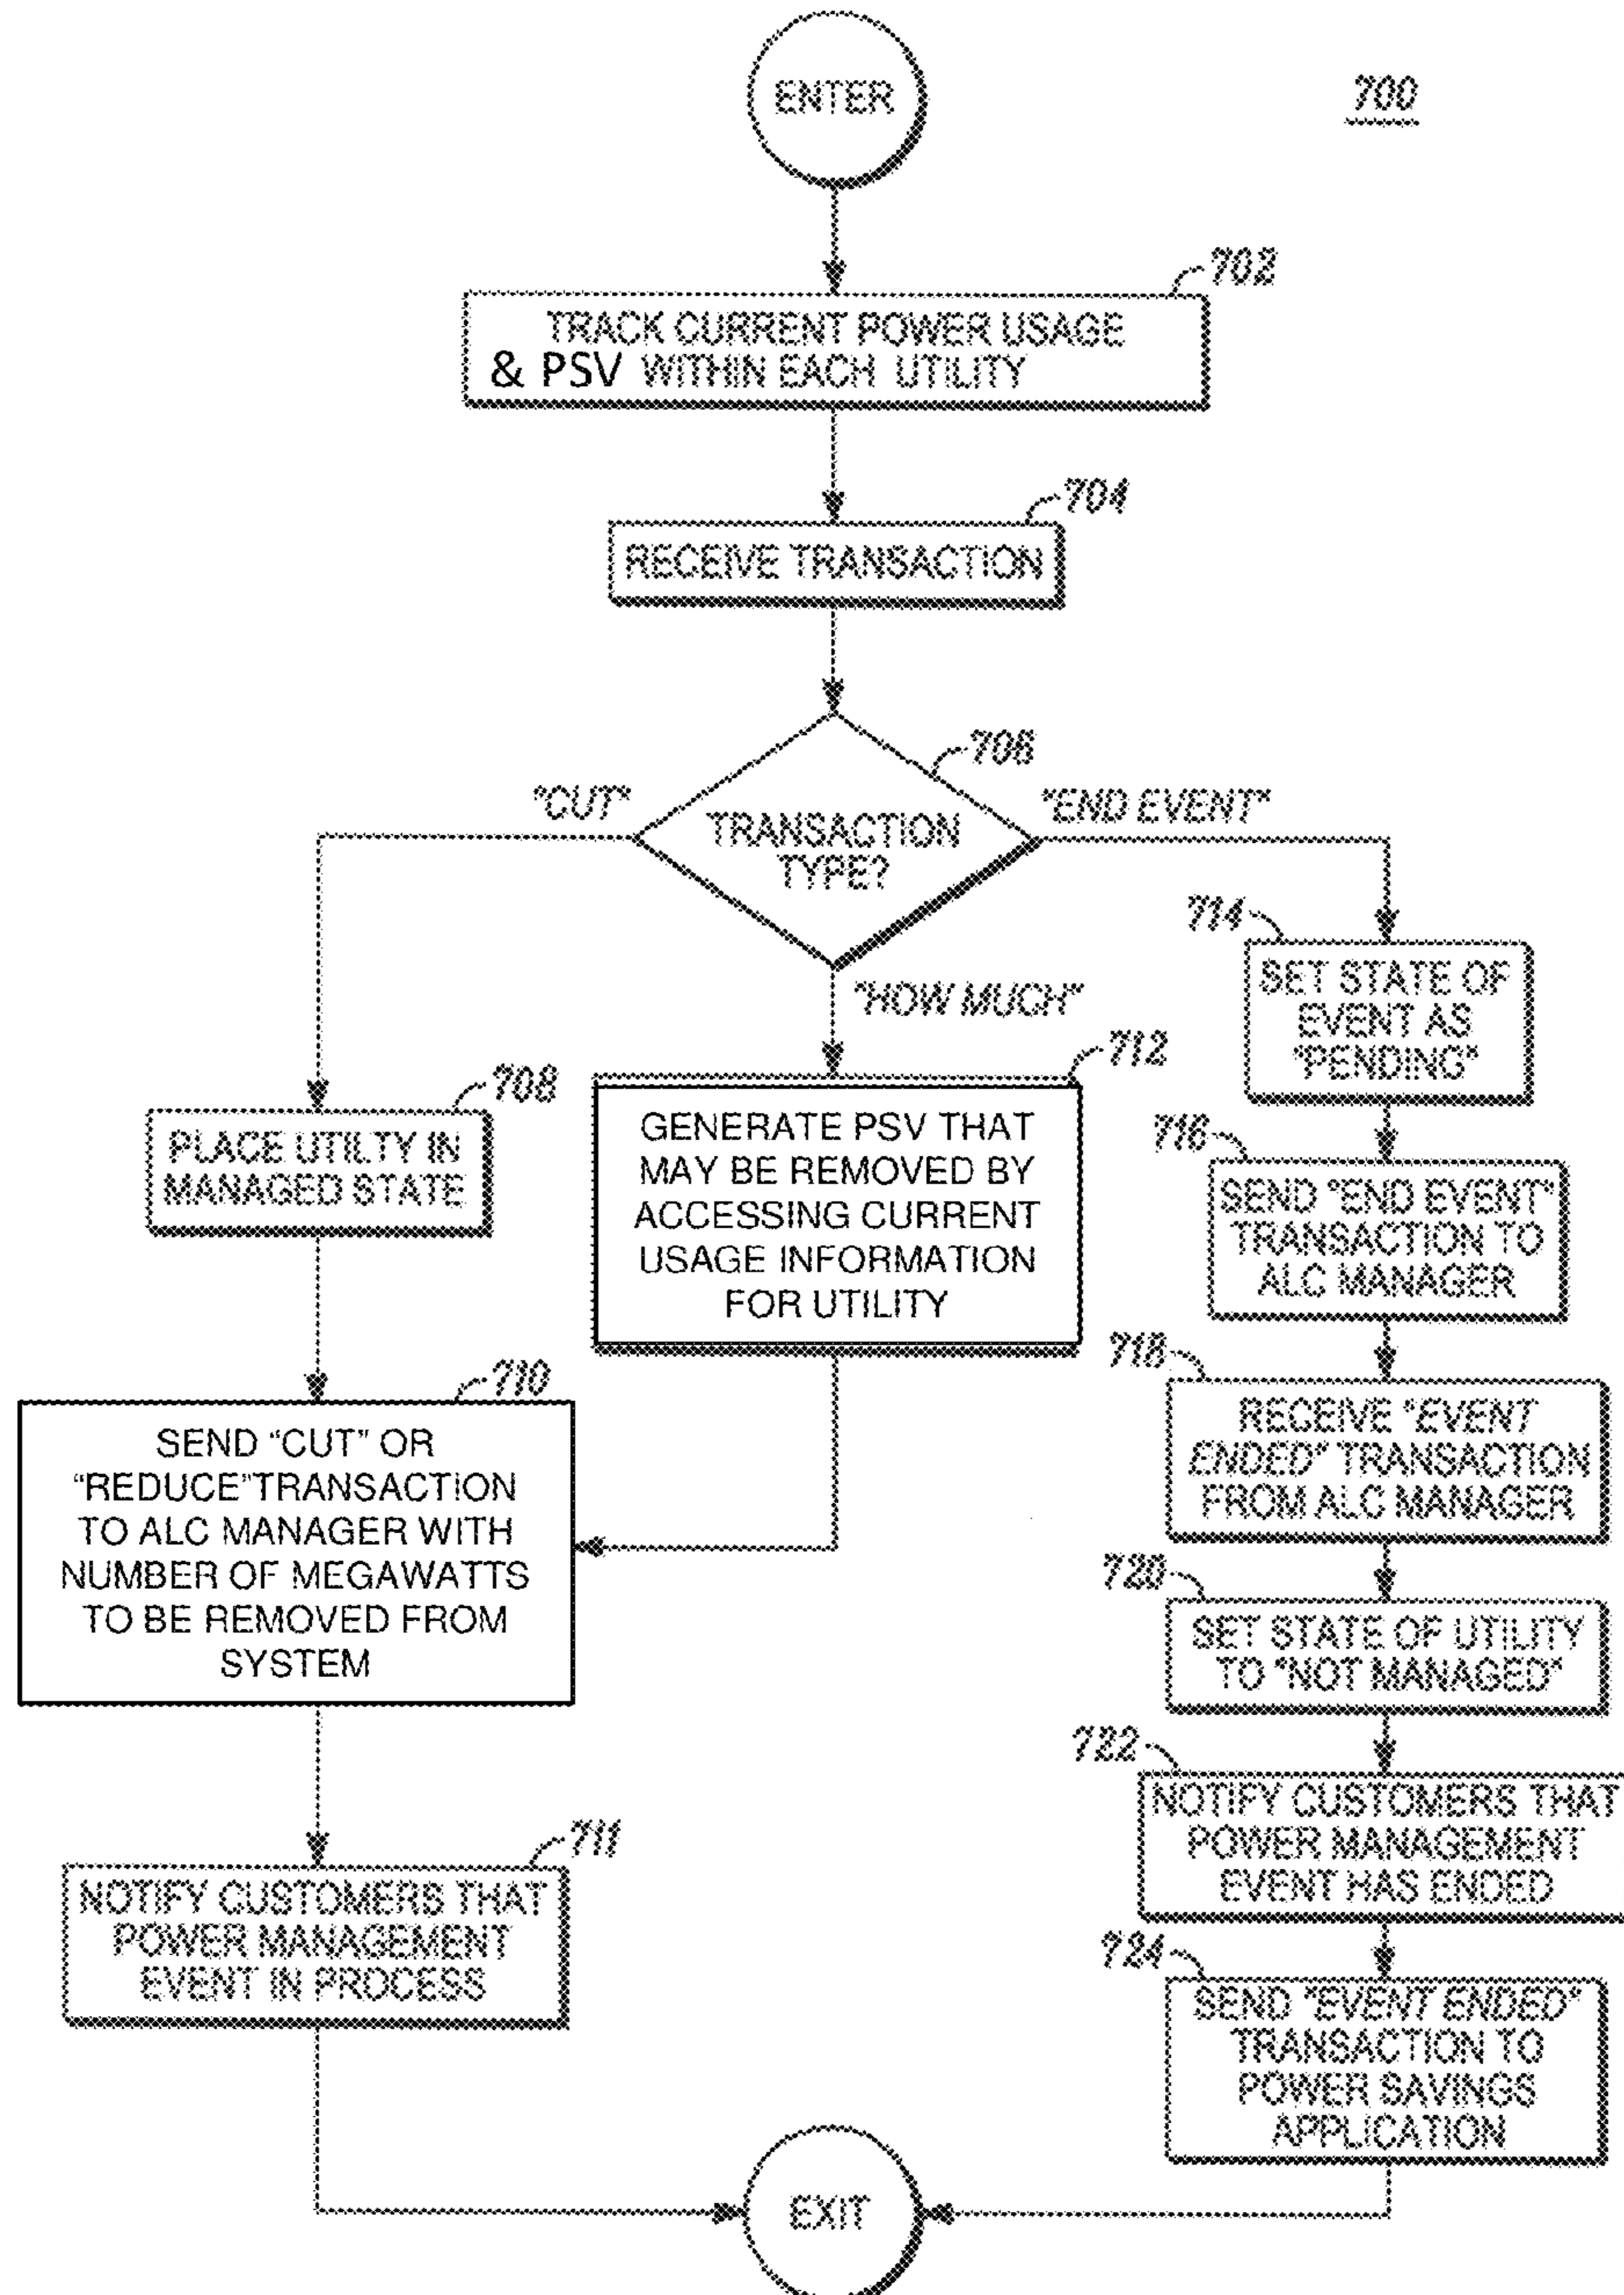 ENTER
700
702
TRACK CURRENT POWER USAGE
& PSV WITHIN EACH UTILITY
704
RECEIVE TRANSACTION
706
TRANSACTION
TYPE?
"CUT"
"HOW MUCH"
"END EVENT"
708
PLACE UTILTY IN
MANAGED STATE
710
SEND "CUT" OR
"REDUCE"TRANSACTION
TO ALC MANAGER WITH
NUMBER OF MEGAWATTS
TO BE REMOVED FROM
SYSTEM
711
NOTIFY CUSTOMERS THAT
POWER MANAGEMENT
EVENT IN PROCESS
712
GENERATE PSV THAT
MAY BE REMOVED BY
ACCESSING CURRENT
USAGE INFORMATION
FOR UTILITY
714
SET STATE OF
EVENT AS
"PENDING"
716
SEND "END EVENT"
TRANSACTION TO
ALC MANAGER
718
RECEIVE "EVENT
ENDED" TRANSACTION
FROM ALC MANAGER
720
SET STATE OF UTILITY
TO "NOT MANAGED"
722
NOTIFY CUSTOMERS THAT
POWER MANAGEMENT
EVENT HAS ENDED
724
SEND "EVENT ENDED"
TRANSACTION TO
POWER SAVINGS
APPLICATION
EXIT